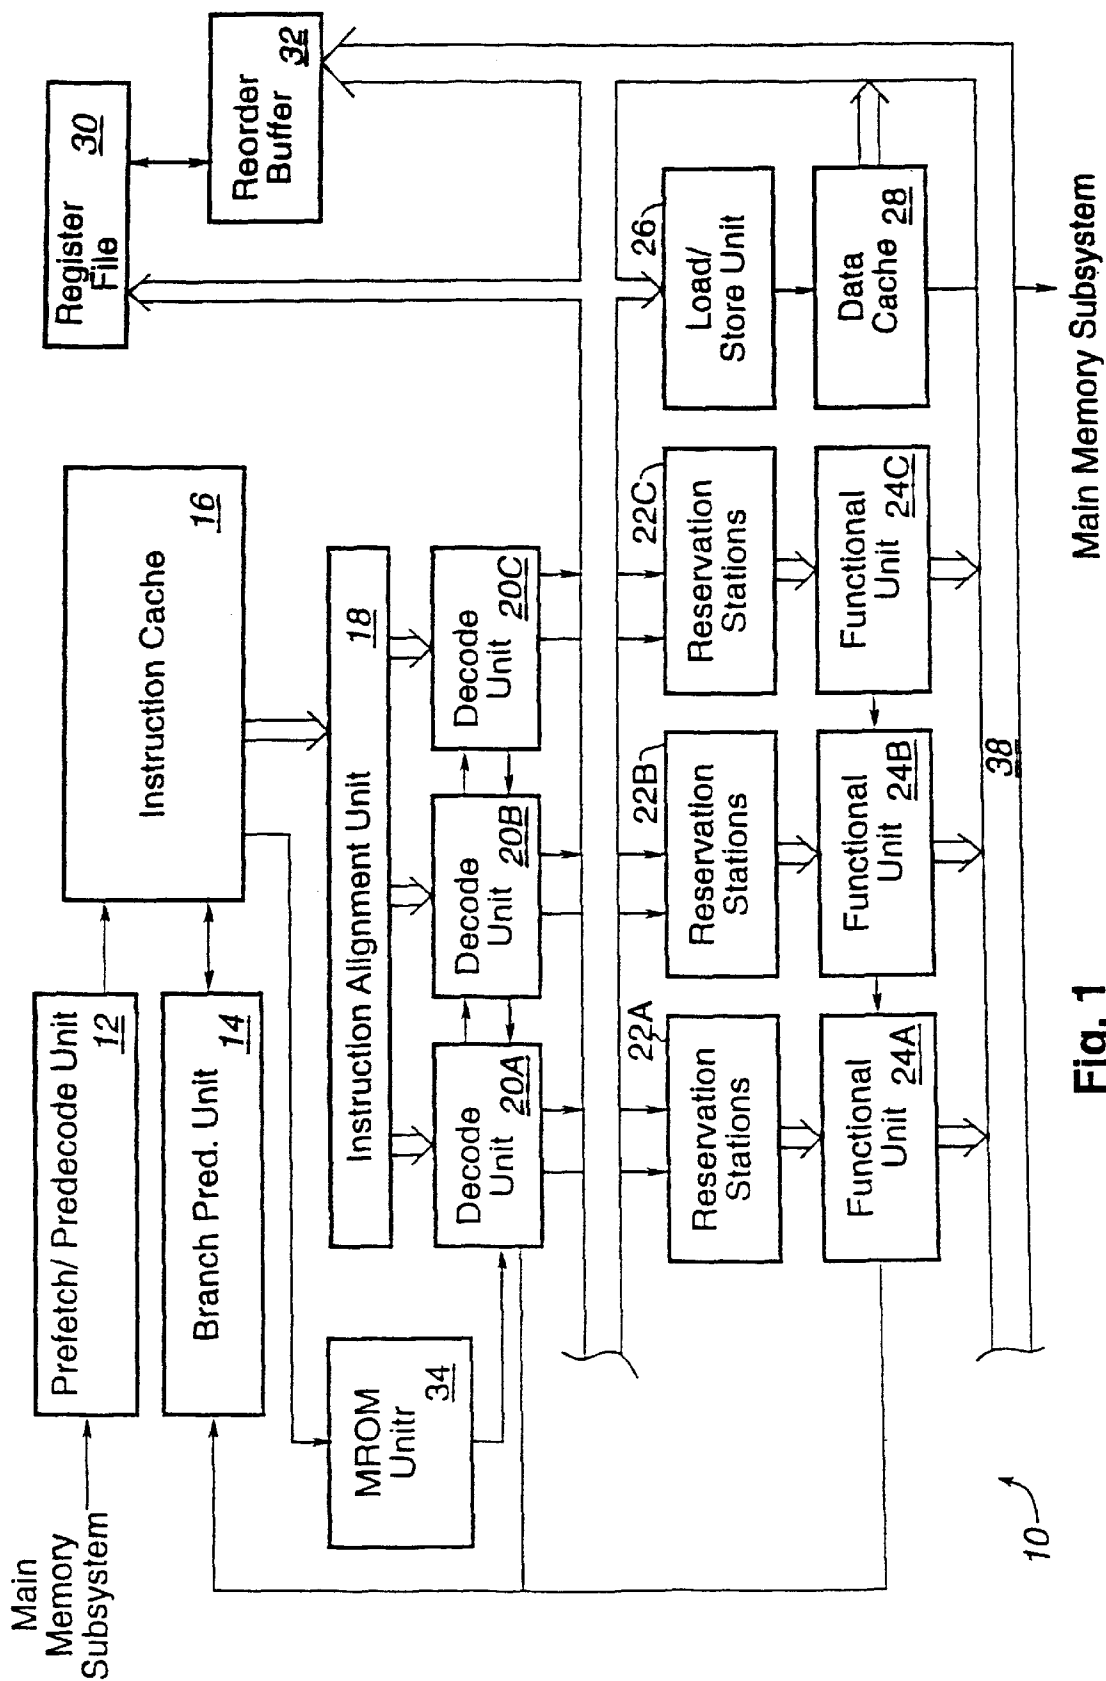 Main
Memory
Subsystem
Prefetch/ Predecode Unit
12
Branch Pred. Unit
14
Instruction Cache
16
Register
File
30
Reorder
Buffer
32
MROM
Unitr
34
Instruction Alignment Unit
18
Decode
Unit
20A
Decode
Unit
20B
Decode
Unit
20C
22A
Reservation
Stations
22B
Reservation
Stations
22C
Reservation
Stations
26
Load/
Store Unit
Functional
Unit
24A
Functional
Unit
24B
Functional
Unit
24C
Data
Cache
28
38
10
Main Memory Subsystem
Fig. 1